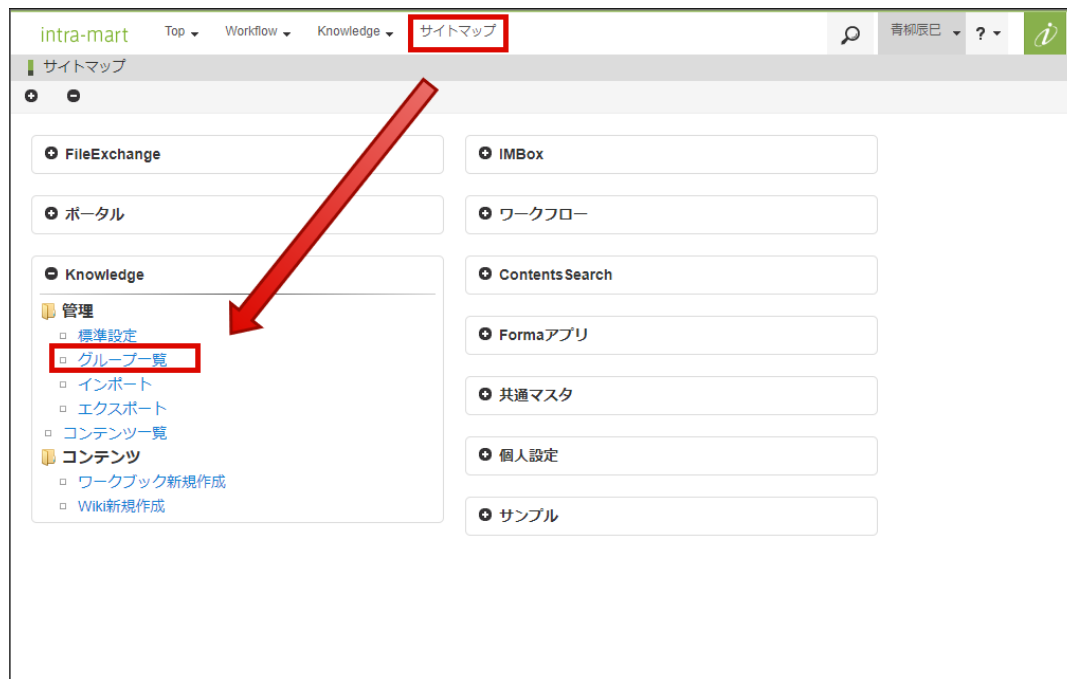 intra-mart Top Workflow Knowledge サイトマップ 青柳辰巳 ?
サイトマップ
FileExchange
IMBox
ポータル
ワークフロー
Knowledge
管理
標準設定
グループ一覧
インポート
エクスポート
コンテンツ一覧
コンテンツ
ワークブック新規作成
Wiki新規作成
ContentsSearch
Formaアプリ
共通マスタ
個人設定
サンプル